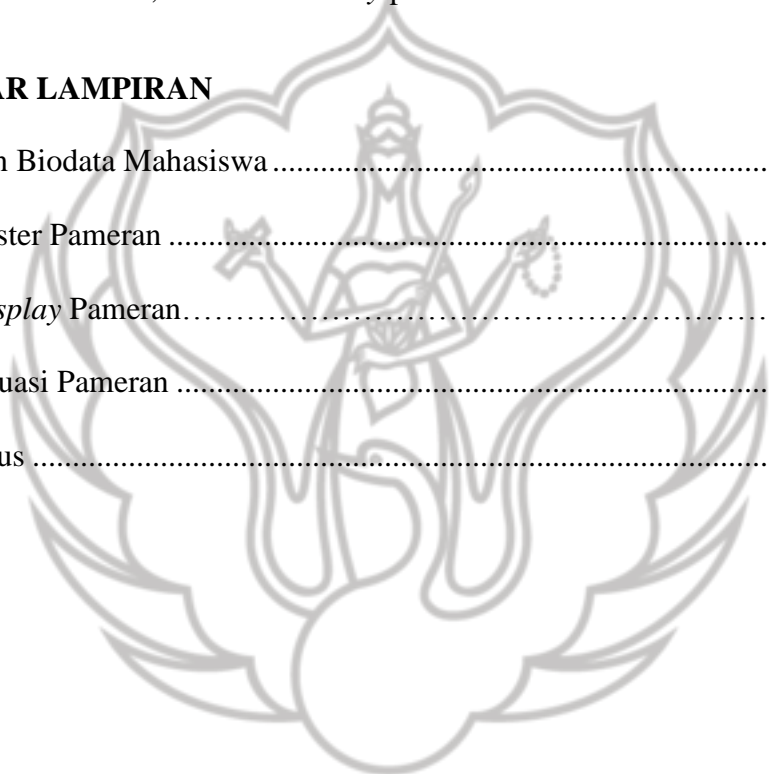 AR LAMPIRAN
n Biodata Mahasiswa ..............................................................
ster Pameran ...........................................................................
splay Pameran……………………………………………………
uasi Pameran ..........................................................................
us ............................................................................................